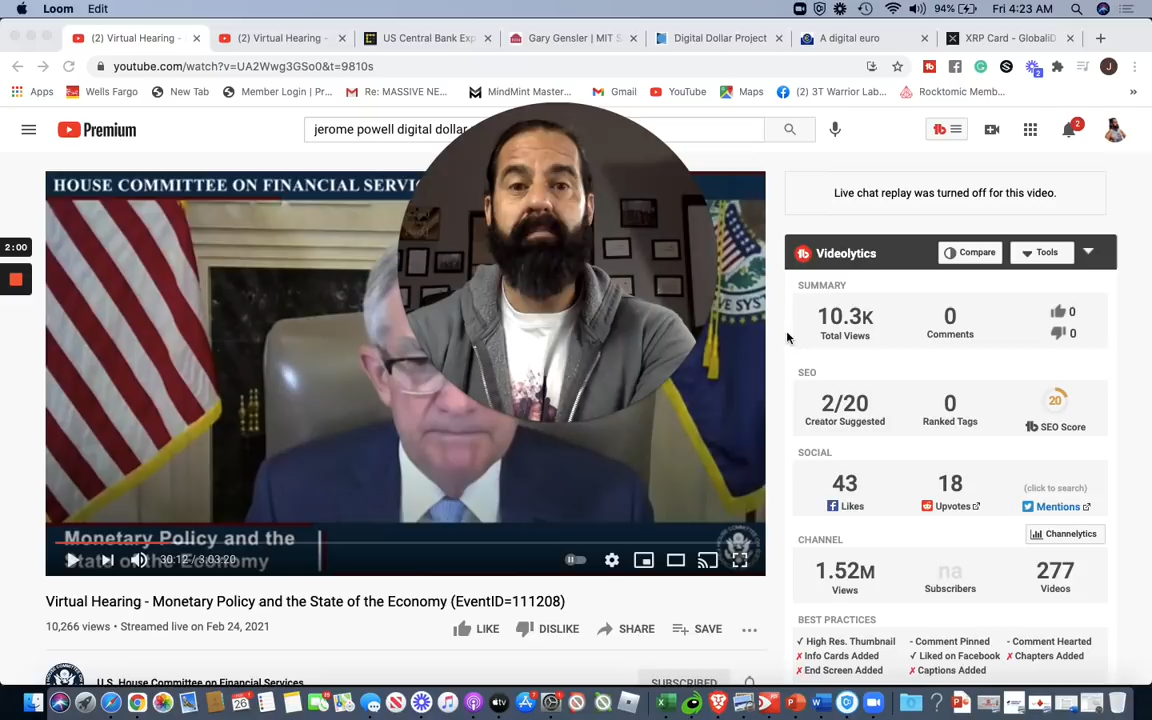 Loom Edit
94%
Fri 4:23 AM
(2) Virtual Hearing -
(2) Virtual Hearing -
US Central Bank Exp
Gary Gensler | MIT S
Digital Dollar Project
A digital euro
XRP Card - GlobaliD
youtube.com/watch?v=UA2Wwg3GSo0&t=9810s
2
J
Apps
Wells Fargo
New Tab
Member Login | Pr...
Re: MASSIVE NE...
MindMint Master...
Gmail
YouTube
Maps
(2) 3T Warrior Lab...
Rocktomic Memb...
Premium
jerome powell digital dollar
2
HOUSE COMMITTEE ON FINANCIAL SERVIC
Live chat replay was turned off for this video.
2:00
Videolytics
Compare
Tools
SUMMARY
10.3K
0
0
Total Views
Comments
0
SEO
2/20
0
20
Creator Suggested
Ranked Tags
SEO Score
SOCIAL
43
18
(click to search)
Likes
Upvotes
Mentions
Channelytics
CHANNEL
1.52M
na
277
Views
Subscribers
Videos
Monetary Policy and the
State of the Economy
30:12 / 3:03:20
Virtual Hearing - Monetary Policy and the State of the Economy (EventID=111208)
10,266 views • Streamed live on Feb 24, 2021
LIKE
DISLIKE
SHARE
SAVE
BEST PRACTICES
✓ High Res. Thumbnail
- Comment Pinned
- Comment Hearted
✗ Info Cards Added
✓ Liked on Facebook
✗ Chapters Added
✗ End Screen Added
✗ Captions Added
U.S. House Committee on Financial Services
SUBSCRIBED
26